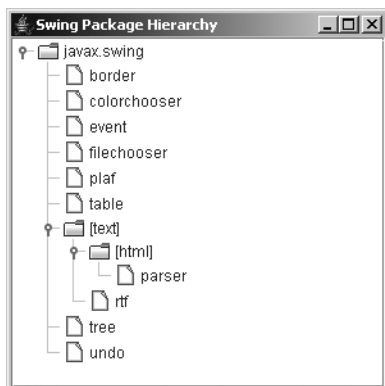 Swing Package Hierarchy
javax.swing
border
colorchooser
event
filechooser
plaf
table
[text]
[html]
parser
rtf
tree
undo